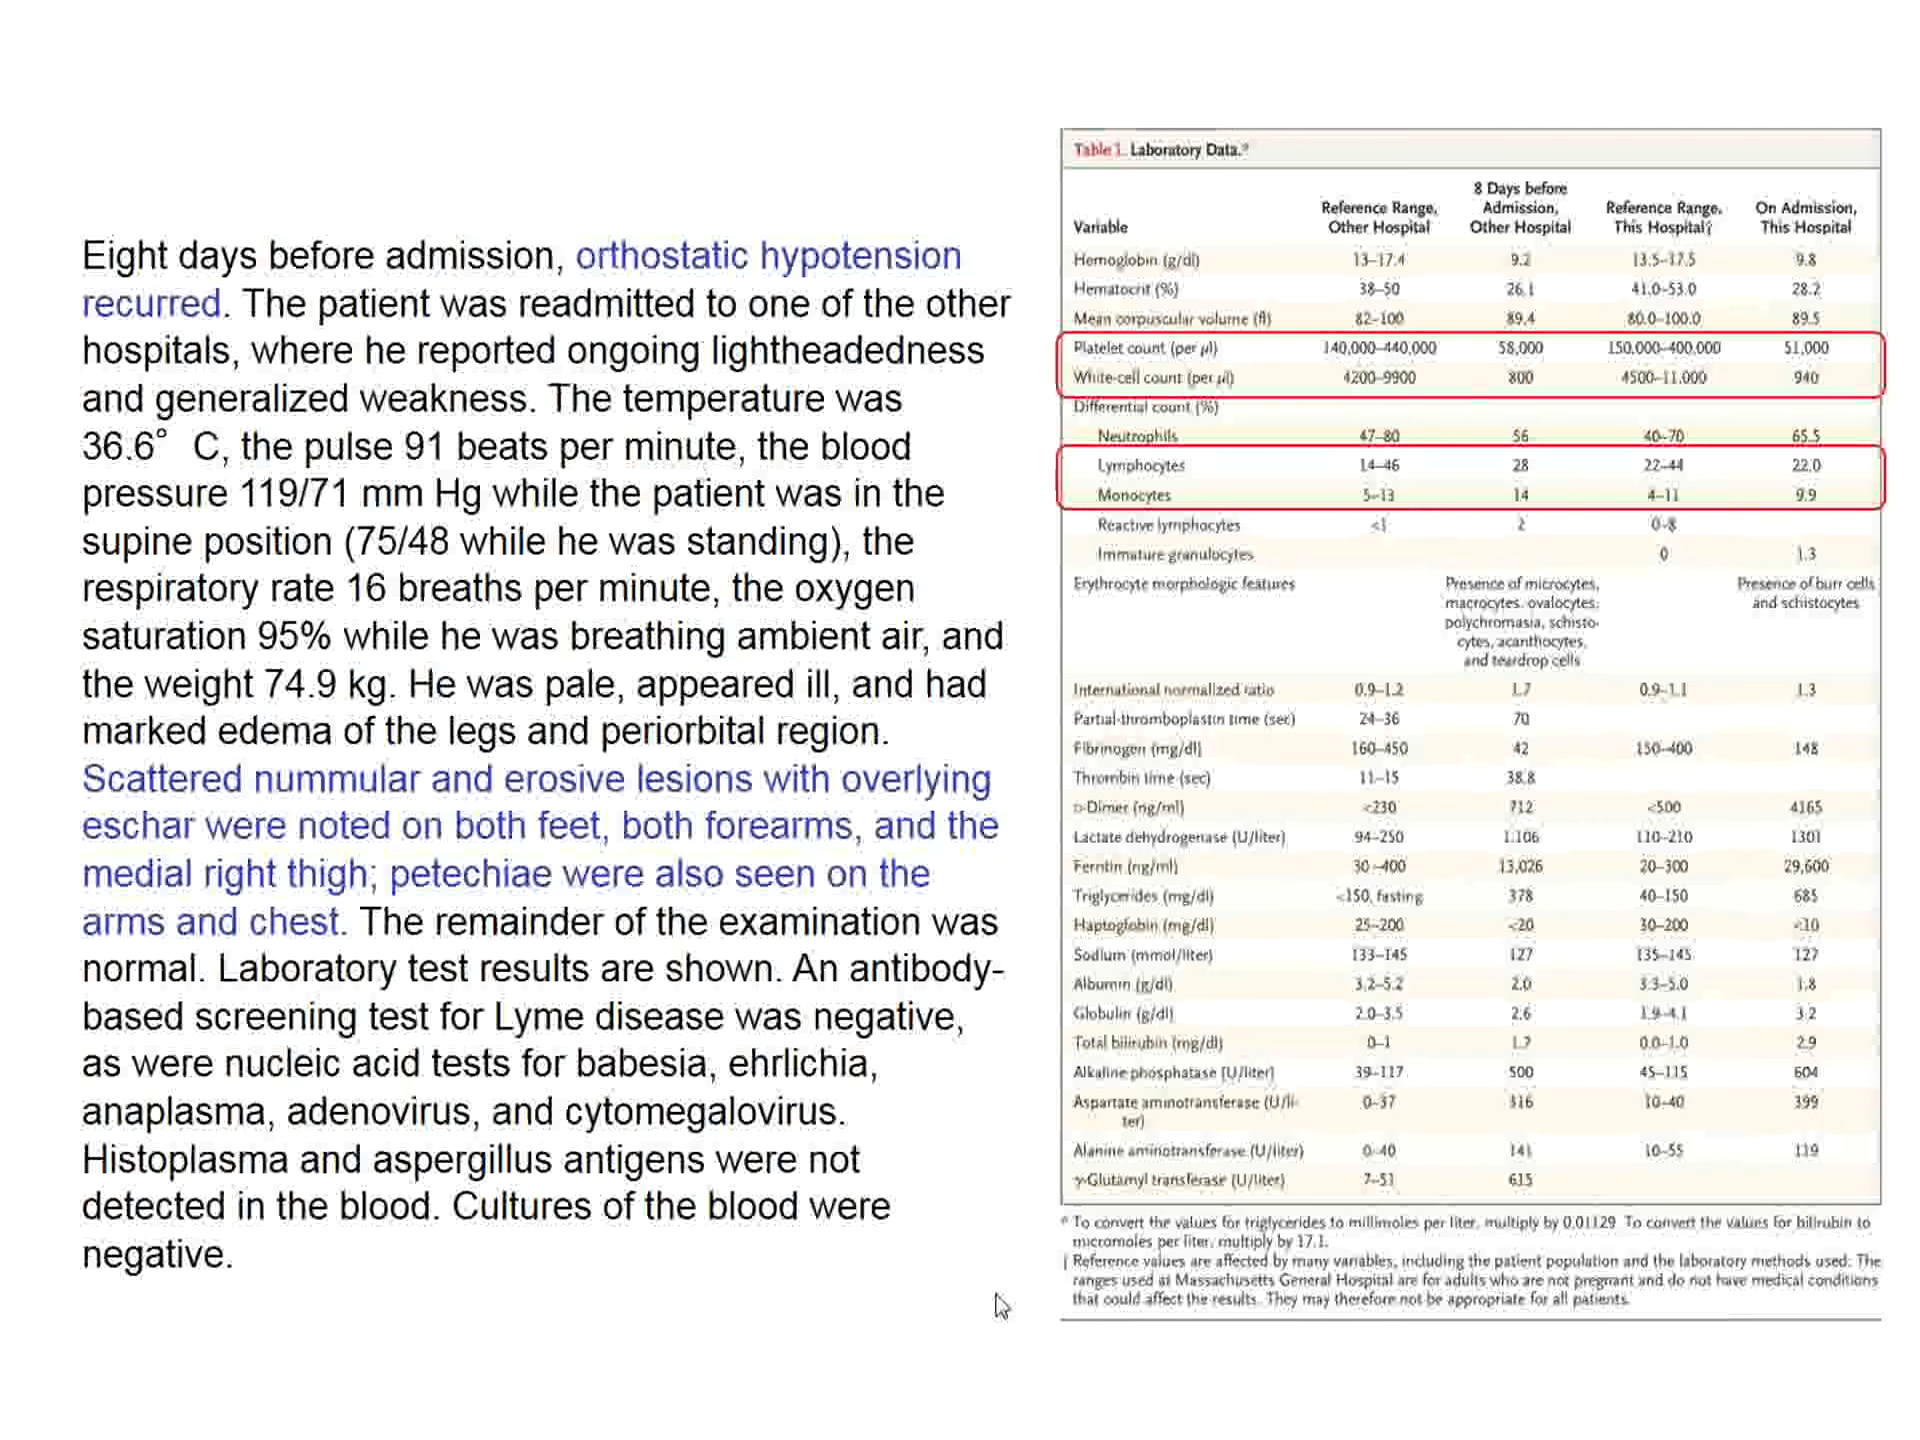 Eight days before admission, orthostatic hypotension
recurred. The patient was readmitted to one of the other
hospitals, where he reported ongoing lightheadedness
and generalized weakness. The temperature was
36.6° C, the pulse 91 beats per minute, the blood
pressure 119/71 mm Hg while the patient was in the
supine position (75/48 while he was standing), the
respiratory rate 16 breaths per minute, the oxygen
saturation 95% while he was breathing ambient air, and
the weight 74.9 kg. He was pale, appeared ill, and had
marked edema of the legs and periorbital region.
Scattered nummular and erosive lesions with overlying
eschar were noted on both feet, both forearms, and the
medial right thigh; petechiae were also seen on the
arms and chest. The remainder of the examination was
normal. Laboratory test results are shown. An antibody-
based screening test for Lyme disease was negative,
as were nucleic acid tests for babesia, ehrlichia,
anaplasma, adenovirus, and cytomegalovirus.
Histoplasma and aspergillus antigens were not
detected in the blood. Cultures of the blood were
negative.
Table 1. Laboratory Data.*
Variable Reference Range, Other Hospital 8 Days before Admission, Other Hospital Reference Range, This Hospital† On Admission, This Hospital
Hemoglobin (g/dl) 13–17.4 9.2 13.5–17.5 9.8
Hematocrit (%) 38–50 26.1 41.0–53.0 28.2
Mean corpuscular volume (fl) 82–100 89.4 80.0–100.0 89.5
Platelet count (per µl) 140,000–440,000 58,000 150,000–400,000 51,000
White-cell count (per µl) 4200–9900 800 4500–11,000 940
Differential count (%)
Neutrophils 47–80 56 40–70 65.5
Lymphocytes 14–46 28 22–44 22.0
Monocytes 5–13 14 4–11 9.9
Reactive lymphocytes <1 2 0–8
Immature granulocytes 0 1.3
Erythrocyte morphologic features Presence of microcytes, macrocytes, ovalocytes, polychromasia, schistocytes, acanthocytes, and teardrop cells Presence of burr cells and schistocytes
International normalized ratio 0.9–1.2 1.7 0.9–1.1 1.3
Partial-thromboplastin time (sec) 24–36 70
Fibrinogen (mg/dl) 160–450 42 150–400 148
Thrombin time (sec) 11–15 38.8
D-Dimer (ng/ml) <230 712 <500 4165
Lactate dehydrogenase (U/liter) 94–250 1,106 110–210 1301
Ferritin (ng/ml) 30–400 13,026 20–300 29,600
Triglycerides (mg/dl) <150, fasting 378 40–150 685
Haptoglobin (mg/dl) 25–200 <20 30–200 <10
Sodium (mmol/liter) 133–145 127 135–145 127
Albumin (g/dl) 3.2–5.2 2.0 3.3–5.0 1.8
Globulin (g/dl) 2.0–3.5 2.6 1.9–4.1 3.2
Total bilirubin (mg/dl) 0–1 1.7 0.0–1.0 2.9
Alkaline phosphatase (U/liter) 39–117 500 45–115 604
Aspartate aminotransferase (U/liter) 0–37 316 10–40 399
Alanine aminotransferase (U/liter) 0–40 141 10–55 119
γ-Glutamyl transferase (U/liter) 7–51 615
* To convert the values for triglycerides to millimoles per liter, multiply by 0.01129. To convert the values for bilirubin to
micromoles per liter, multiply by 17.1.
† Reference values are affected by many variables, including the patient population and the laboratory methods used. The
ranges used at Massachusetts General Hospital are for adults who are not pregnant and do not have medical conditions
that could affect the results. They may therefore not be appropriate for all patients.